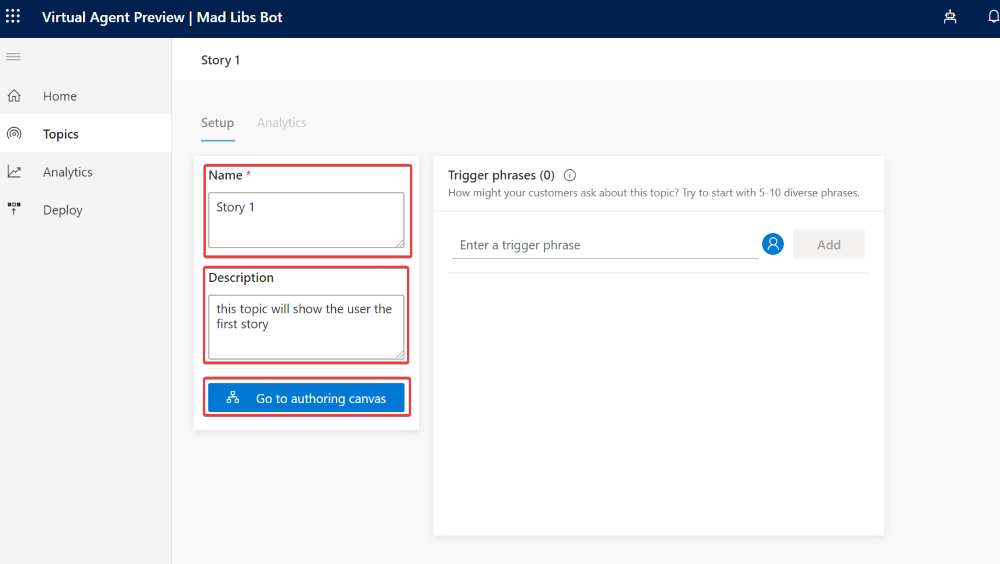 Virtual Agent Preview | Mad Libs Bot
Home
Topics
Analytics
Deploy
Story 1
Setup Analytics
Name *
Story 1
Description
this topic will show the user the
first story
Go to authoring canvas
Trigger phrases (0)
How might your customers ask about this topic? Try to start with 5-10 diverse phrases.
Enter a trigger phrase
Add